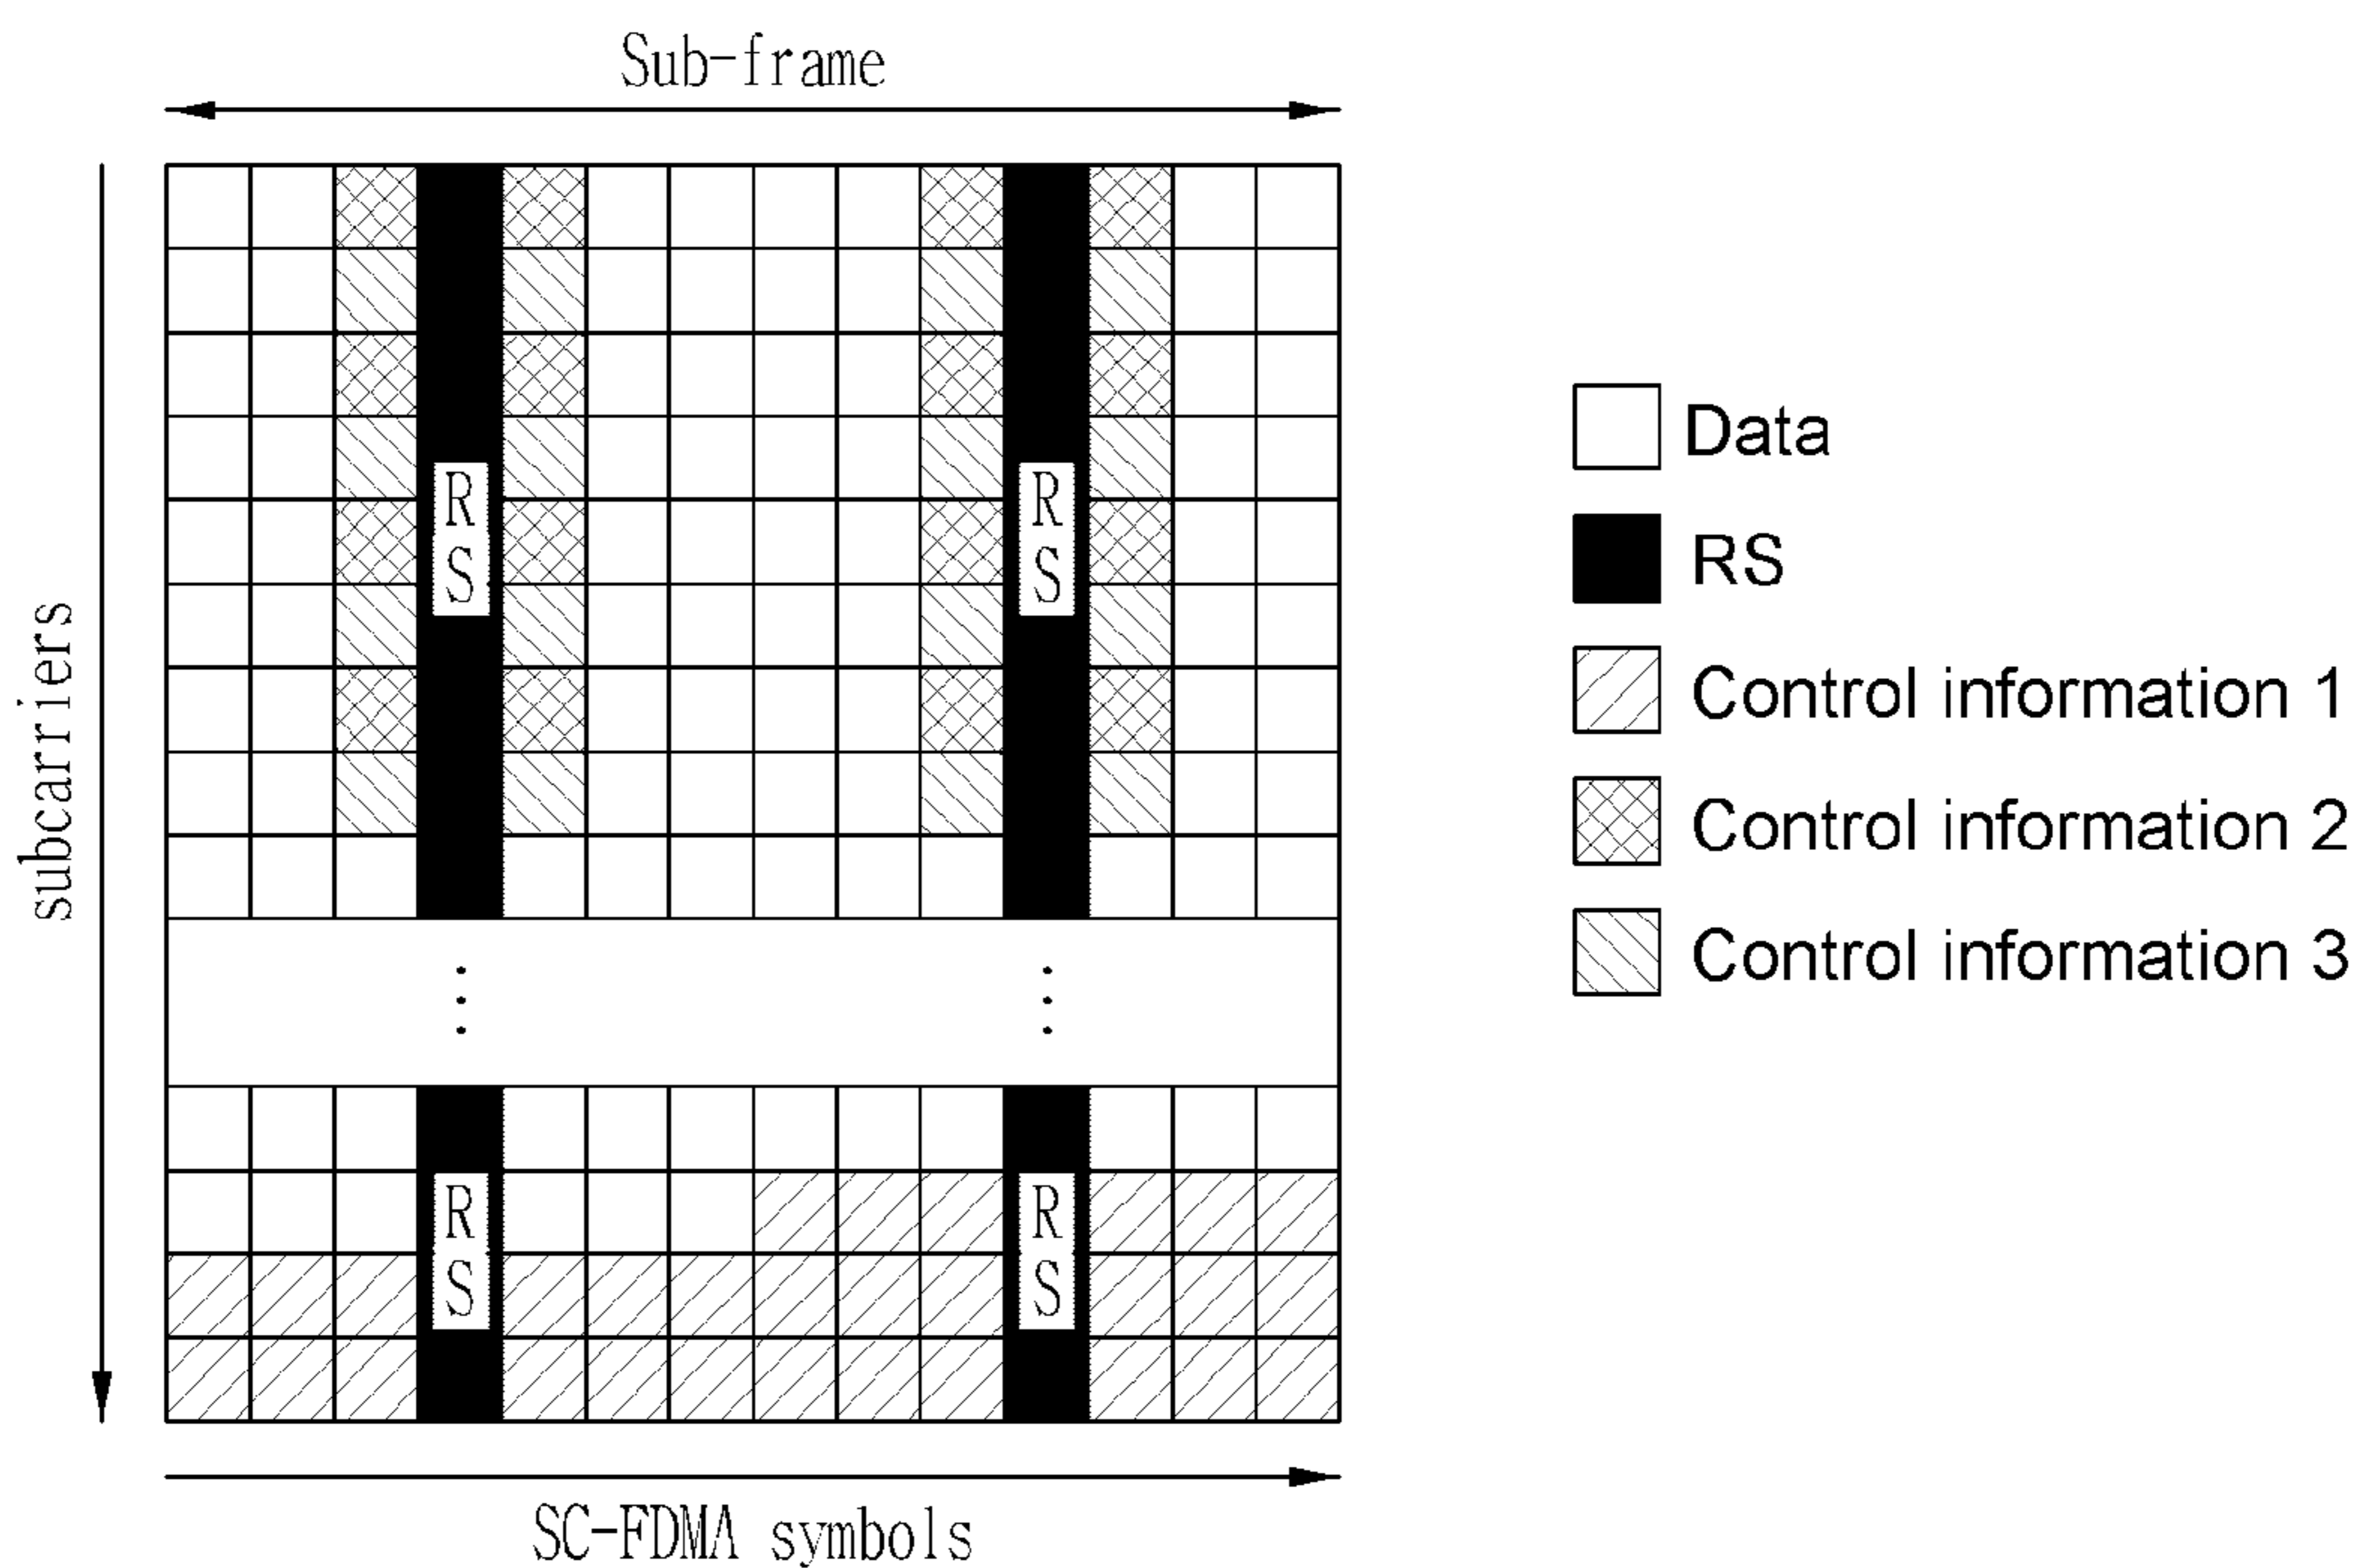 Sub-frame
subcarriers
R
S
R
S
R
S
R
S
SC-FDMA symbols
Data
RS
Control information 1
Control information 2
Control information 3